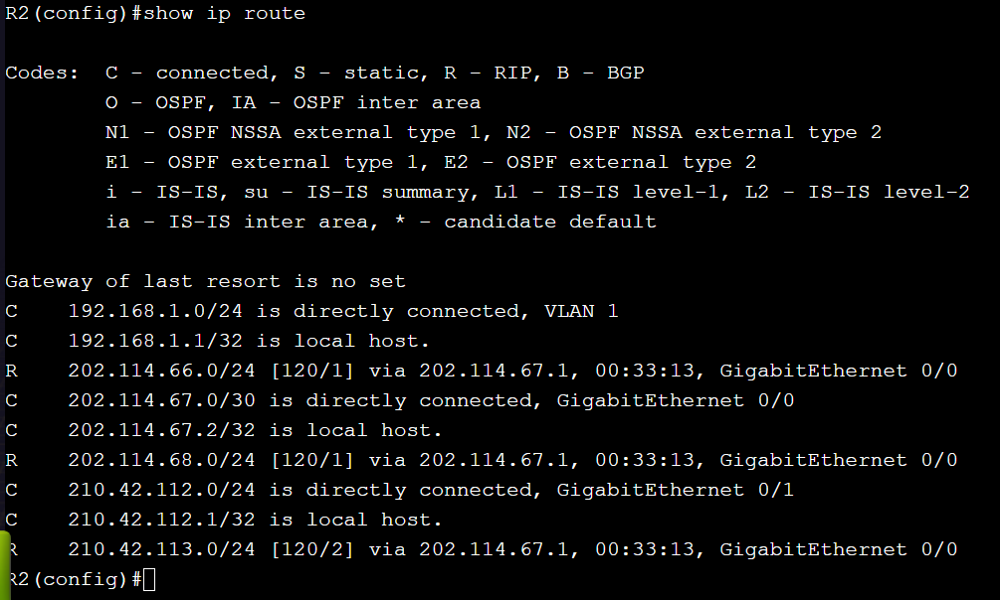 R2(config)#show ip route
Codes:  C - connected, S - static, R - RIP, B - BGP
        O - OSPF, IA - OSPF inter area
        N1 - OSPF NSSA external type 1, N2 - OSPF NSSA external type 2
        E1 - OSPF external type 1, E2 - OSPF external type 2
        i - IS-IS, su - IS-IS summary, L1 - IS-IS level-1, L2 - IS-IS level-2
        ia - IS-IS inter area, * - candidate default
Gateway of last resort is no set
C    192.168.1.0/24 is directly connected, VLAN 1
C    192.168.1.1/32 is local host.
R    202.114.66.0/24 [120/1] via 202.114.67.1, 00:33:13, GigabitEthernet 0/0
C    202.114.67.0/30 is directly connected, GigabitEthernet 0/0
C    202.114.67.2/32 is local host.
R    202.114.68.0/24 [120/1] via 202.114.67.1, 00:33:13, GigabitEthernet 0/0
C    210.42.112.0/24 is directly connected, GigabitEthernet 0/1
C    210.42.112.1/32 is local host.
R    210.42.113.0/24 [120/2] via 202.114.67.1, 00:33:13, GigabitEthernet 0/0
R2(config)#